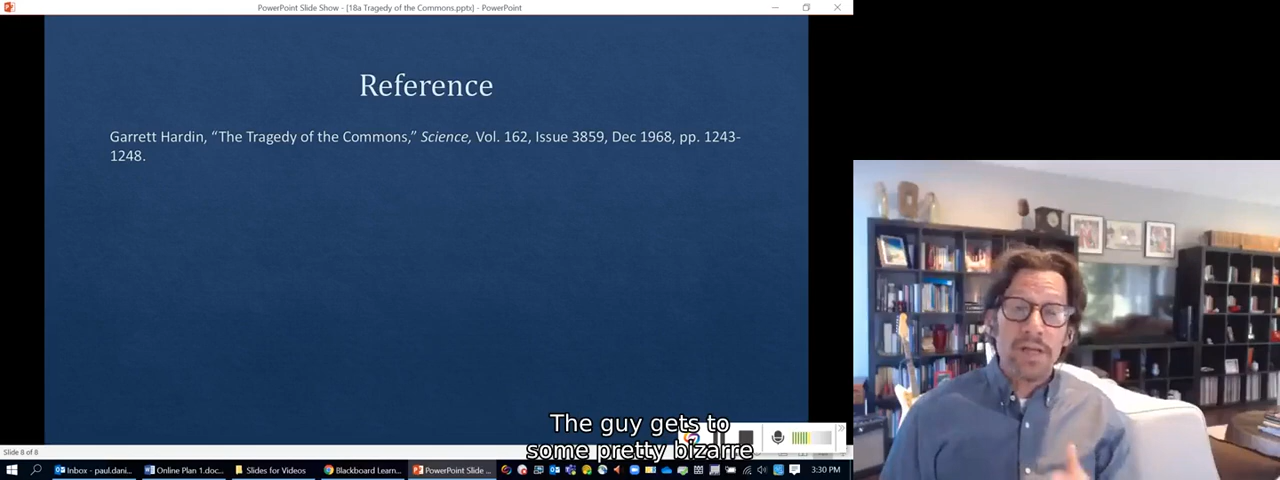 PowerPoint Slide Show - [18a Tragedy of the Commons.pptx] - PowerPoint
Reference
Garrett Hardin, “The Tragedy of the Commons,” Science, Vol. 162, Issue 3859, Dec 1968, pp. 1243-
1248.
The guy gets to
some pretty bizarre
Slide 8 of 8
Inbox - paul.dani...
Online Plan 1.doc...
Slides for Videos
Blackboard Learn...
PowerPoint Slide ...
3:30 PM